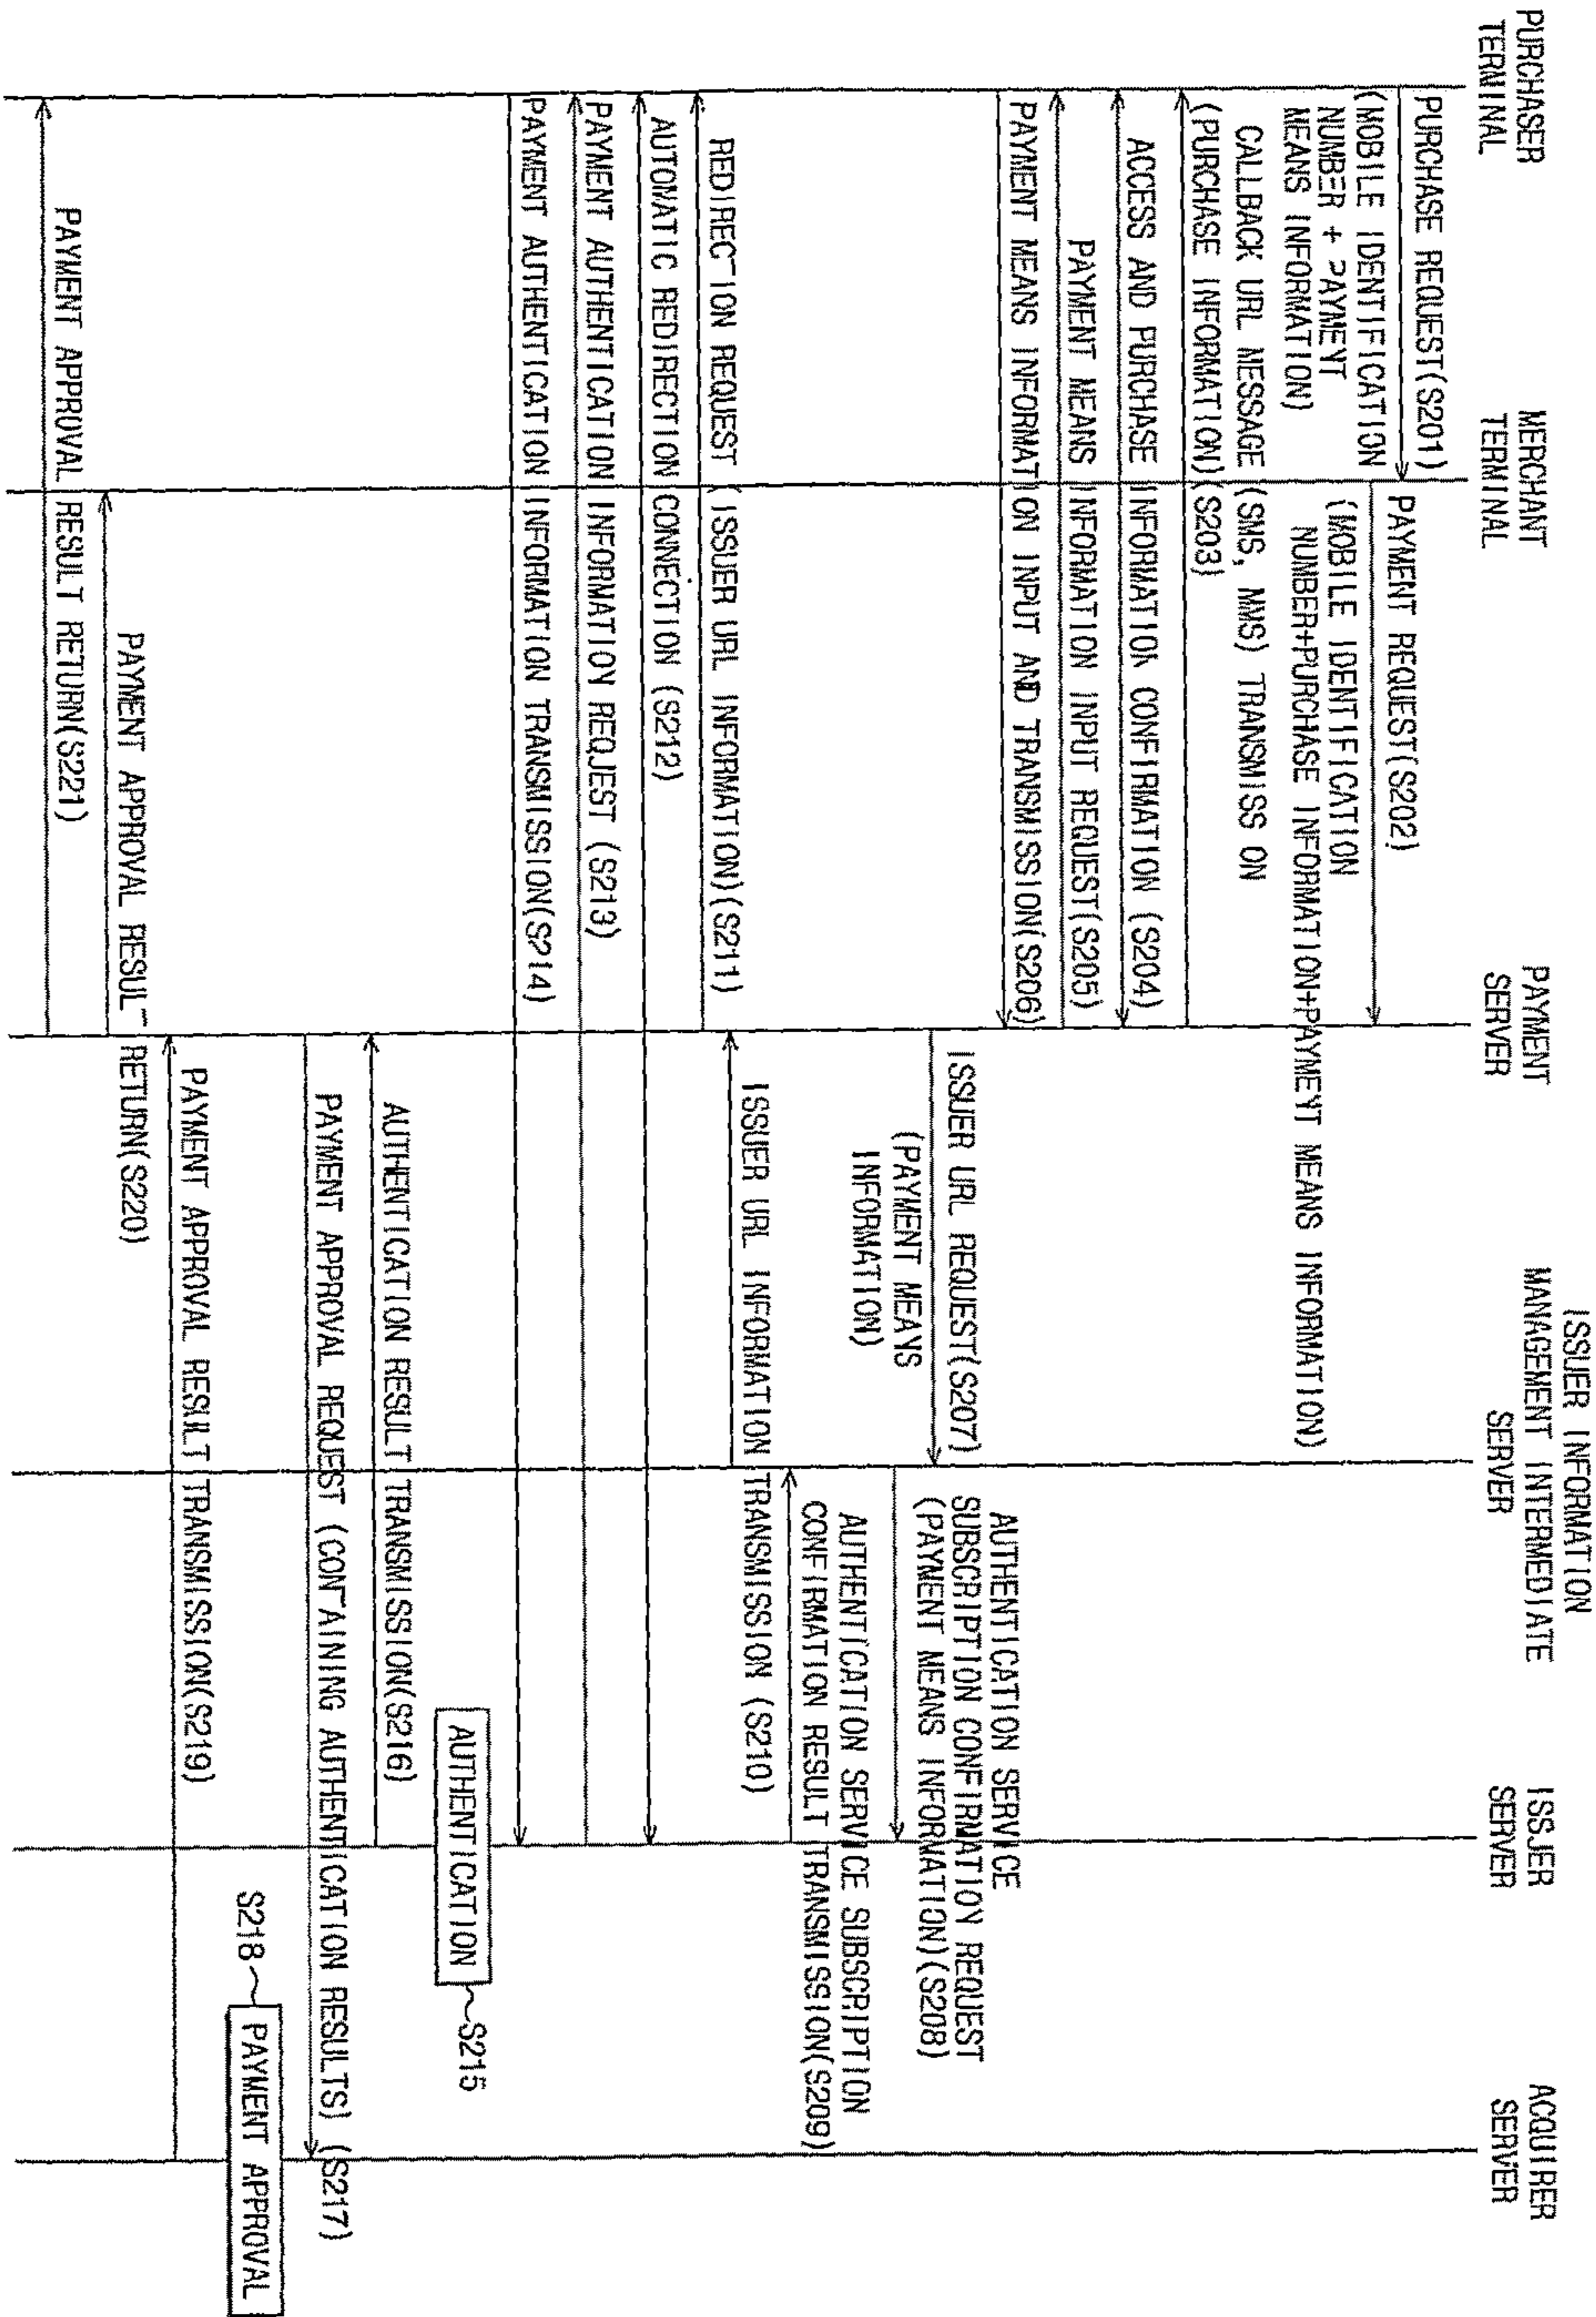 PURCHASER
TERMINAL
MERCHANT
TERMINAL
PAYMENT
SERVER
ISSUER INFORMATION
MANAGEMENT INTERMEDIATE
SERVER
ISSUER
SERVER
ACQUIRER
SERVER
PURCHASE REQUEST(S201)
(MOBILE IDENTIFICATION
NUMBER + PAYMENT
MEANS INFORMATION)
PAYMENT REQUEST(S202)
(MOBILE IDENTIFICATION
NUMBER+PURCHASE INFORMATION+PAYMENT MEANS INFORMATION)
CALLBACK URL MESSAGE (SMS, MMS) TRANSMISSION
(PURCHASE INFORMATION)(S203)
ACCESS AND PURCHASE INFORMATION CONFIRMATION (S204)
PAYMENT MEANS INFORMATION INPUT REQUEST(S205)
PAYMENT MEANS INFORMATION INPUT AND TRANSMISSION(S206)
ISSUER URL REQUEST(S207)
(PAYMENT MEANS
INFORMATION)
AUTHENTICATION SERVICE
SUBSCRIPTION CONFIRMATION REQUEST
(PAYMENT MEANS INFORMATION)(S208)
AUTHENTICATION SERVICE SUBSCRIPTION
CONFIRMATION RESULT TRANSMISSION(S209)
ISSUER URL INFORMATION TRANSMISSION (S210)
REDIRECTION REQUEST (ISSUER URL INFORMATION)(S211)
AUTOMATIC REDIRECTION CONNECTION (S212)
PAYMENT AUTHENTICATION INFORMATION REQUEST (S213)
PAYMENT AUTHENTICATION INFORMATION TRANSMISSION(S214)
AUTHENTICATION
S215
AUTHENTICATION RESULT TRANSMISSION(S216)
PAYMENT APPROVAL REQUEST (CONTAINING AUTHENTICATION RESULTS) (S217)
S218
PAYMENT APPROVAL
PAYMENT APPROVAL RESULT TRANSMISSION(S219)
PAYMENT APPROVAL RESULT RETURN(S220)
PAYMENT APPROVAL RESULT RETURN(S221)